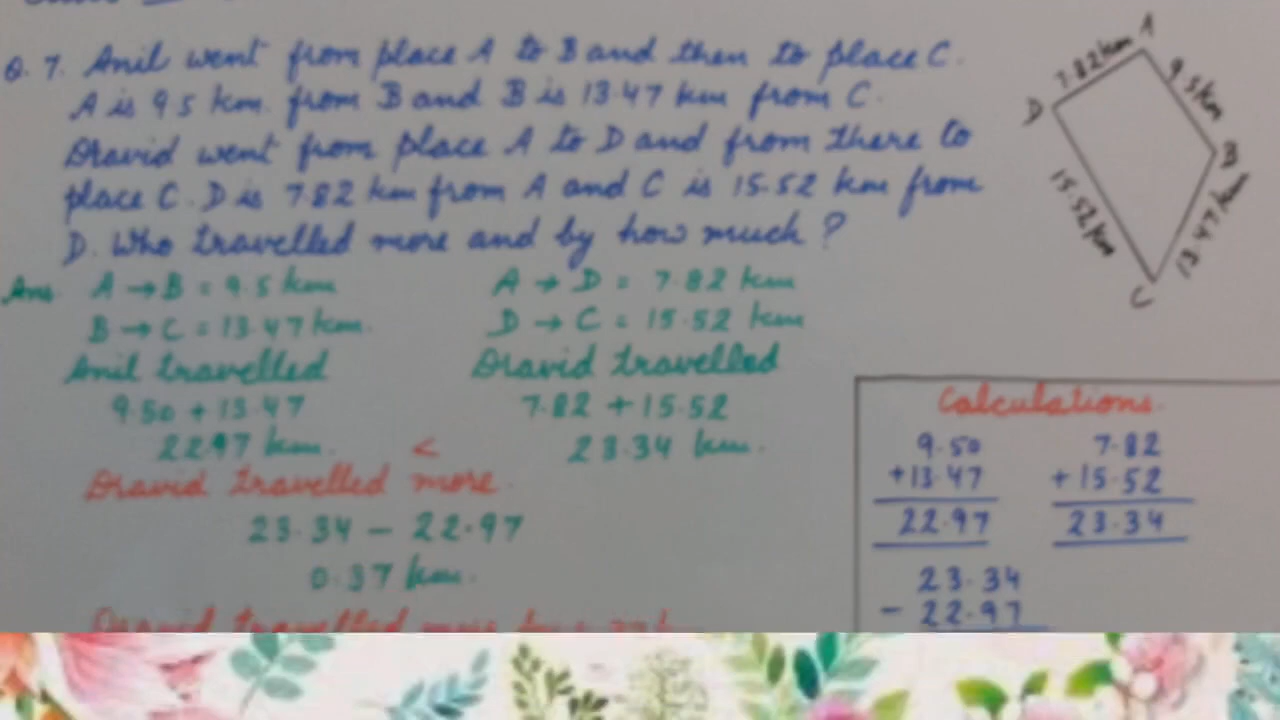 Q. 7. Anil went from place A to B and then to place C.
A is 9.5 km. from B and B is 13.47 km from C.
Dravid went from place A to D and from there to
place C. D is 7.82 km from A and C is 15.52 km from
D. Who travelled more and by how much?
A
7.82 km
9.5 km
D
B
15.52 km
13.47 km
C
Ans. A → B = 9.5 km
A → D = 7.82 km
B → C = 13.47 km.
D → C = 15.52 km
Anil travelled
Dravid travelled
9.50 + 13.47
7.82 + 15.52
22.97 km. < 23.34 km.
Dravid travelled more.
23.34 - 22.97
0.37 km.
Dravid travelled more by
Calculations.
9.50 7.82
+13.47 +15.52
22.97 23.34
23.34
- 22.97